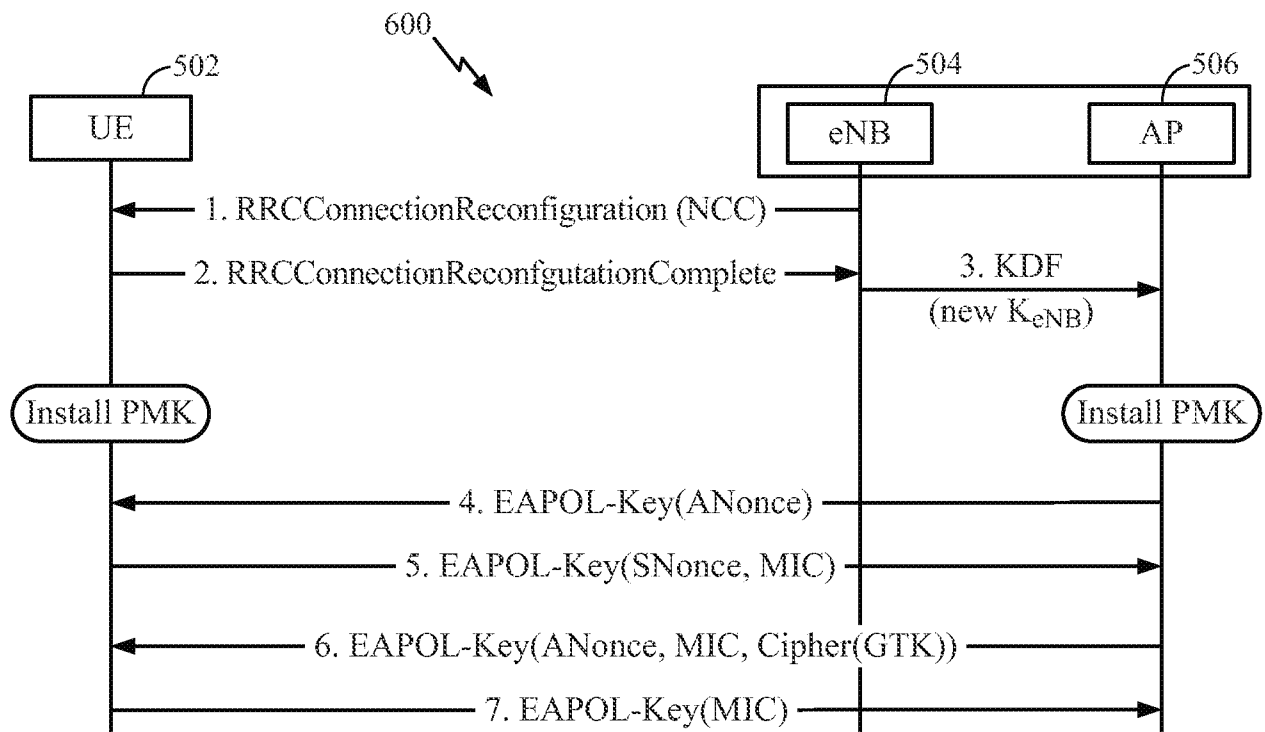 600
502
504
506
UE
eNB
AP
1. RRCConnectionReconfiguration (NCC)
2. RRCConnectionReconfgutationComplete
3. KDF
(new KeNB)
Install PMK
Install PMK
4. EAPOL-Key(ANonce)
5. EAPOL-Key(SNonce, MIC)
6. EAPOL-Key(ANonce, MIC, Cipher(GTK))
7. EAPOL-Key(MIC)